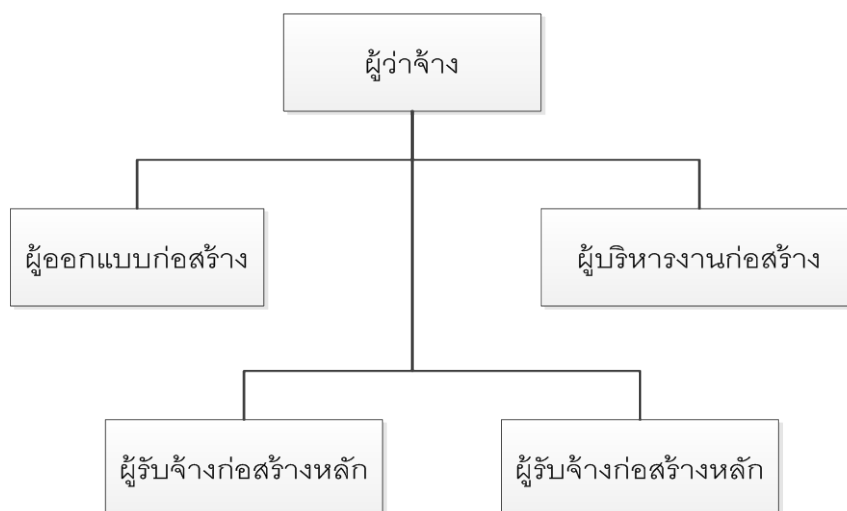 ผู้ว่าจ้าง
ผู้ออกแบบก่อสร้าง
ผู้บริหารงานก่อสร้าง
ผู้รับจ้างก่อสร้างหลัก
ผู้รับจ้างก่อสร้างหลัก